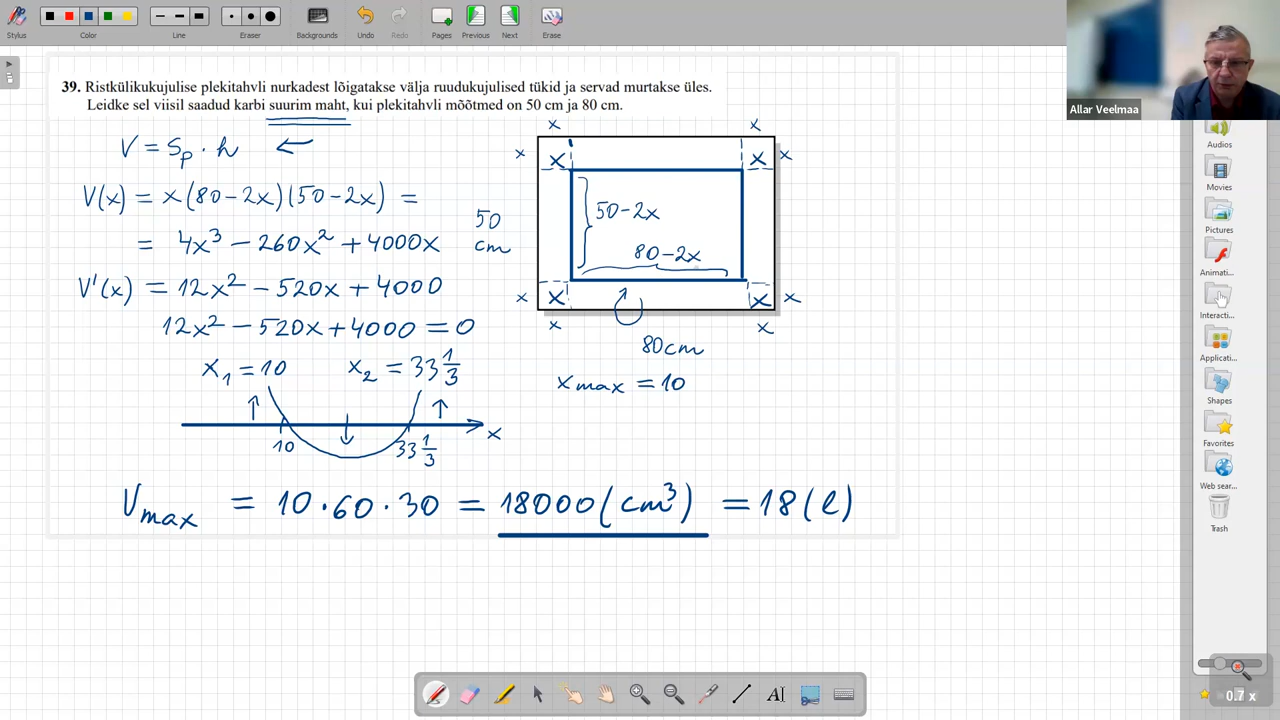 Stylus
Color
Line
Eraser
Backgrounds
Undo
Redo
Pages
Previous
Next
Erase
39. Ristkülikukujulise plekitahvli nurkadest lõigatakse välja ruudukujulised tükid ja servad murtakse üles.
Leidke sel viisil saadud karbi suurim maht, kui plekitahvli mõõtmed on 50 cm ja 80 cm.
V = Sp · h ←
V(x) = x(80-2x)(50-2x) =
= 4x³ - 260x² + 4000x
V'(x) = 12x² - 520x + 4000
12x² - 520x + 4000 = 0
x₁ = 10 x₂ = 33 1/3
10 33 1/3 x
x x
x x x x
50-2x
50
cm
80-2x
x x x x
x x
80cm
x max = 10
Vmax = 10·60·30 = 18000(cm³) = 18(l)
Allar Veelmaa
Audios
Movies
Pictures
Animati...
Interacti...
Applicati...
Shapes
Favorites
Web sear...
Trash
0.7 x